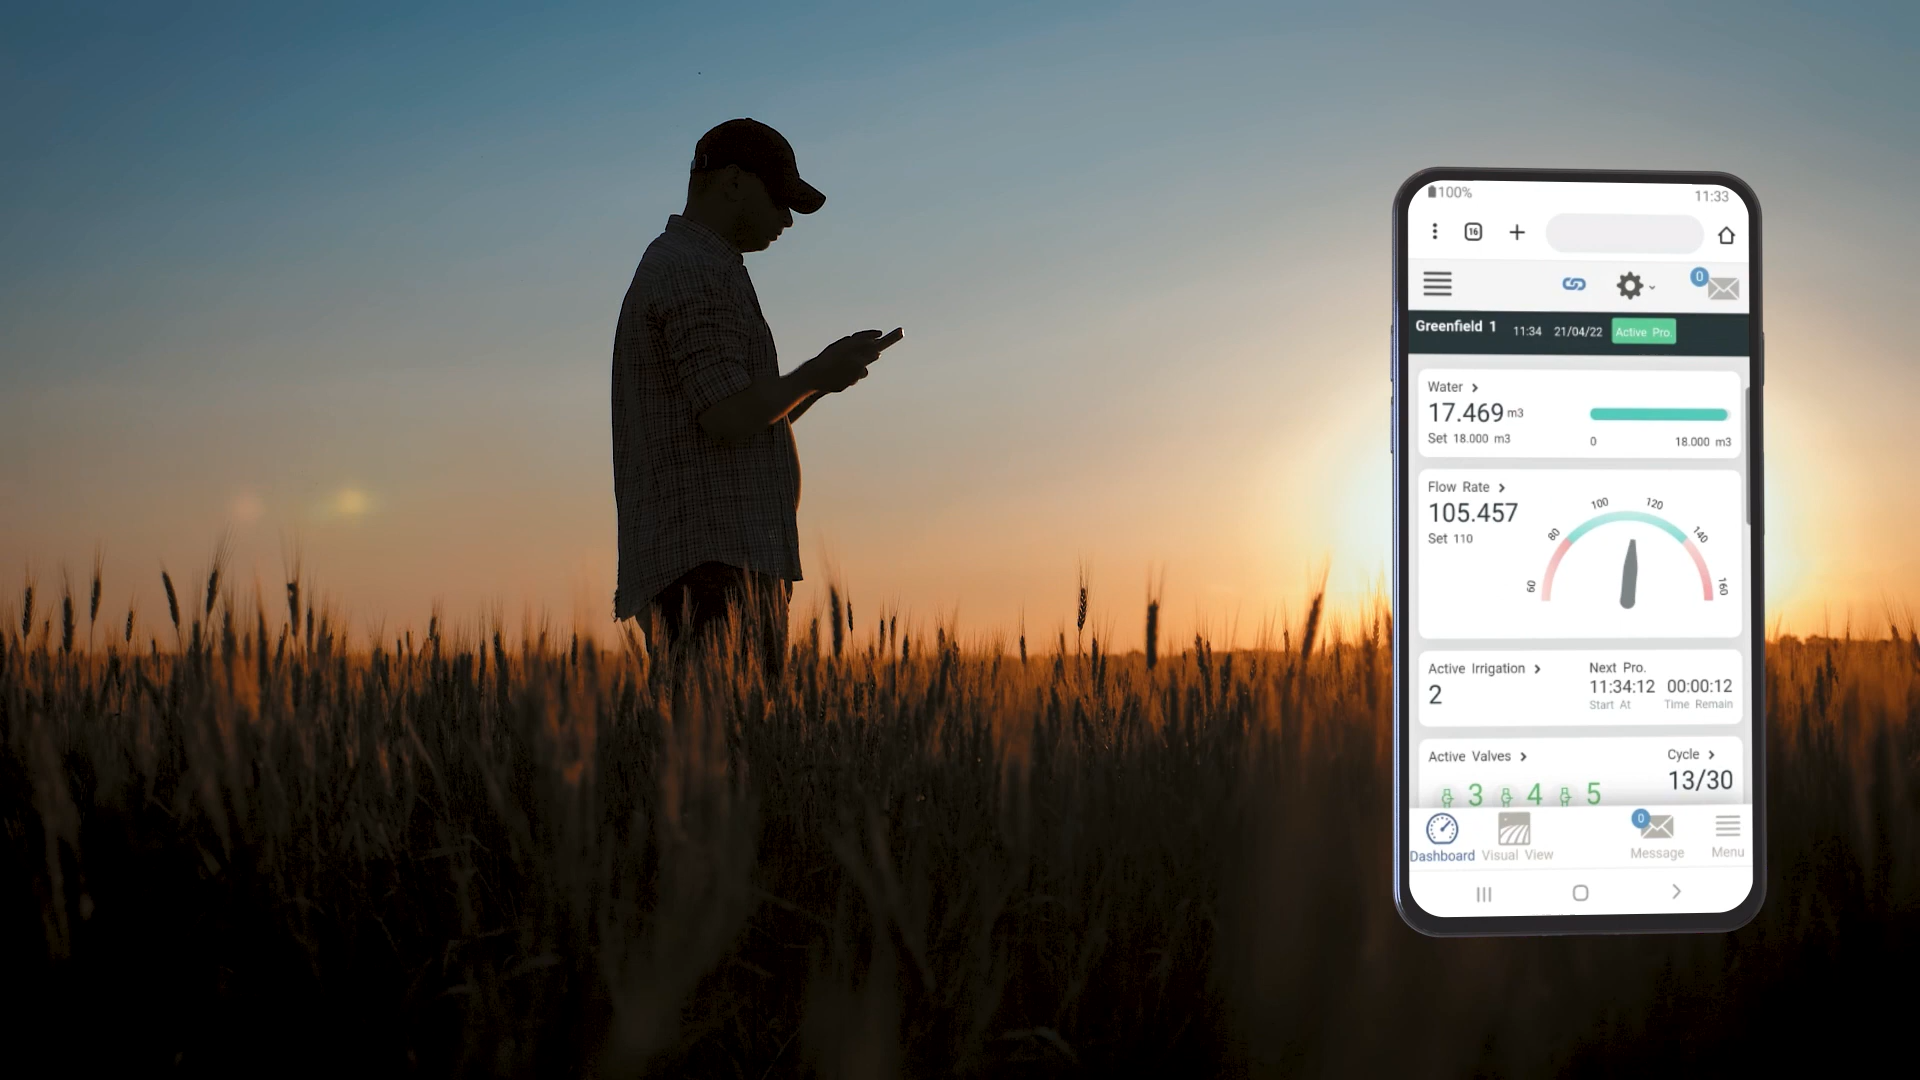 100% 11:33
16
0
Greenfield 1 11:34 21/04/22 Active Pro.
Water >
17.469 m3
Set 18.000 m3
0 18.000 m3
Flow Rate >
105.457
Set 110
60 80 100 120 140 160
Active Irrigation >
2
Next Pro.
11:34:12 00:00:12
Start At Time Remain
Active Valves >
3 4 5
Cycle >
13/30
0
Dashboard Visual View Message Menu